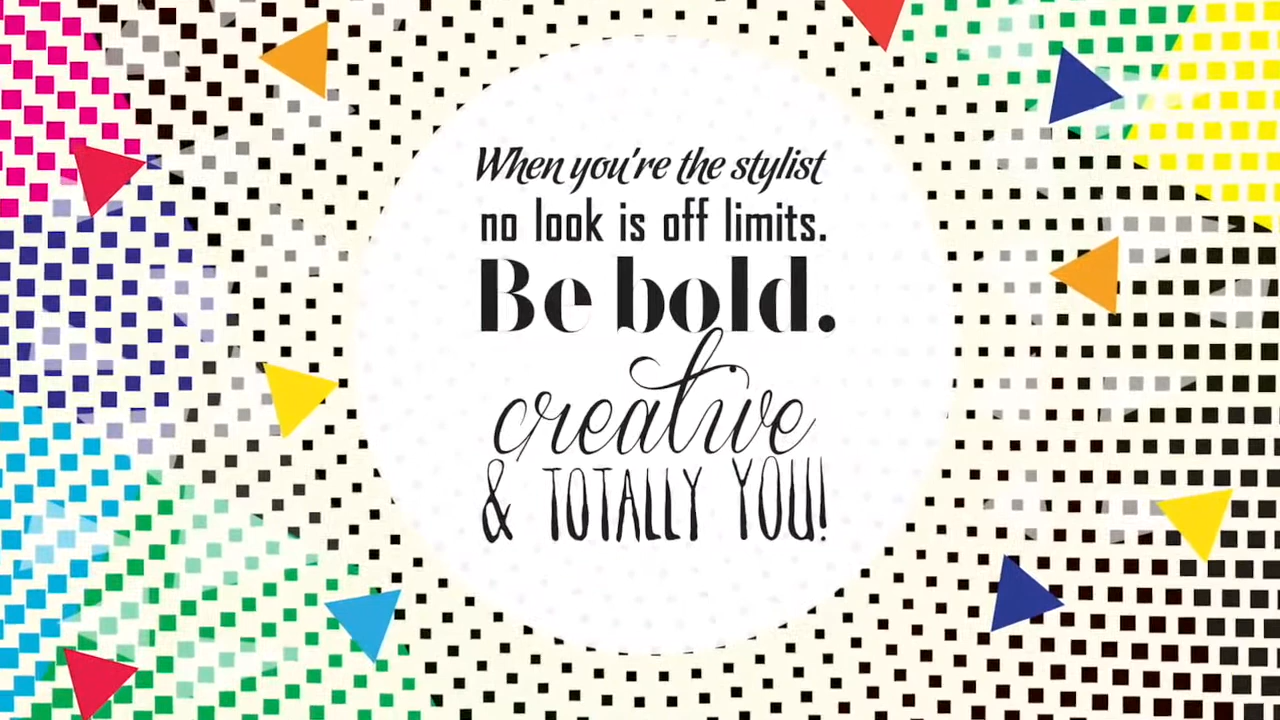 When you're the stylist
no look is off limits.
Be bold.
creative
& TOTALLY YOU!